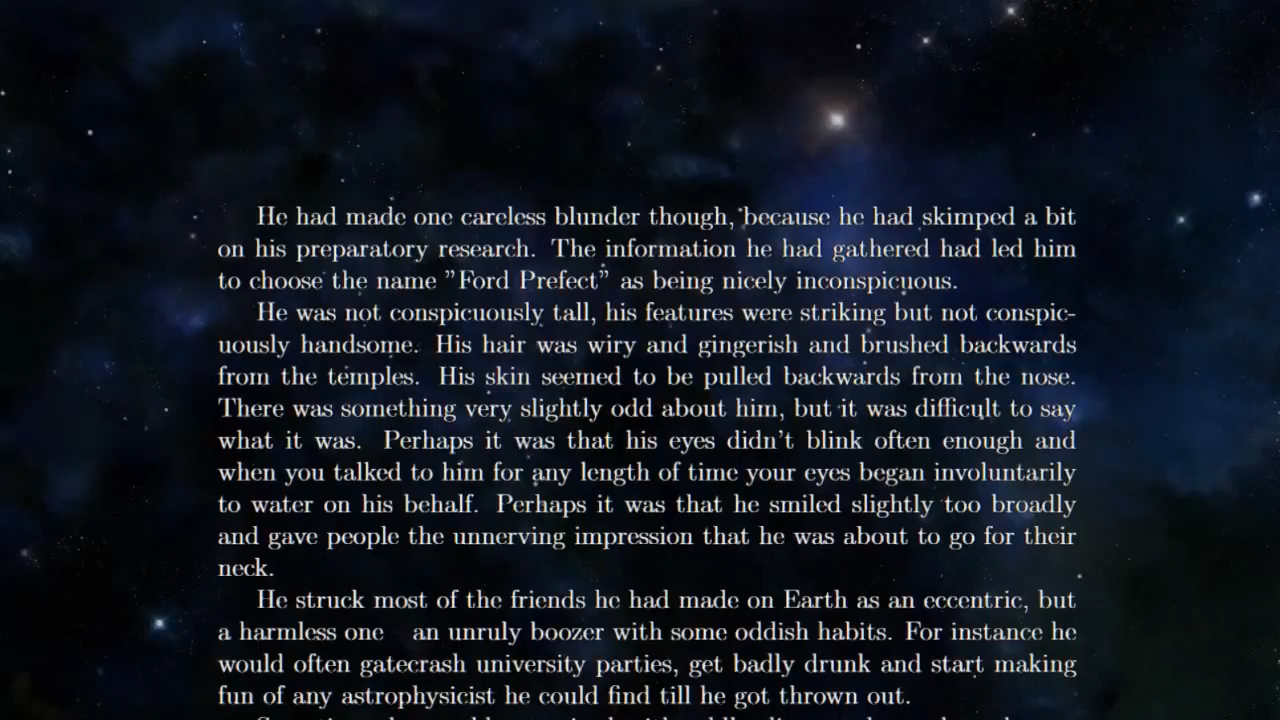 He had made one careless blunder though, because he had skimped a bit
on his preparatory research. The information he had gathered had led him
to choose the name ”Ford Prefect” as being nicely inconspicuous.
He was not conspicuously tall, his features were striking but not conspic-
uously handsome. His hair was wiry and gingerish and brushed backwards
from the temples. His skin seemed to be pulled backwards from the nose.
There was something very slightly odd about him, but it was difficult to say
what it was. Perhaps it was that his eyes didn’t blink often enough and
when you talked to him for any length of time your eyes began involuntarily
to water on his behalf. Perhaps it was that he smiled slightly too broadly
and gave people the unnerving impression that he was about to go for their
neck.
He struck most of the friends he had made on Earth as an eccentric, but
a harmless one an unruly boozer with some oddish habits. For instance he
would often gatecrash university parties, get badly drunk and start making
fun of any astrophysicist he could find till he got thrown out.